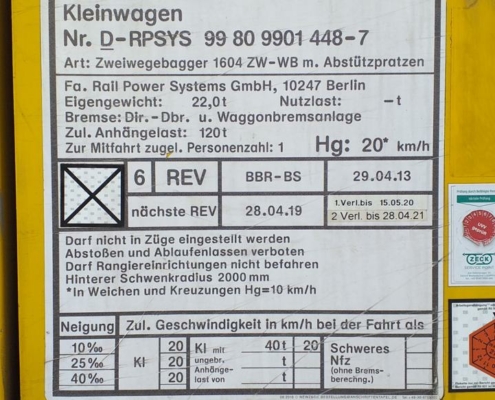 Kleinwagen
Nr. D-RPSYS 99 80 9901 448-7
Art: Zweiwegebagger 1604 ZW-WB m. Abstützpratzen
Fa. Rail Power Systems GmbH, 10247 Berlin
Eigengewicht: 22,0t Nutzlast: -t
Bremse: Dir.-Dbr. u. Waggonbremsanlage
Zul. Anhängelast: 120t
Zur Mitfahrt zugel. Personenzahl: 1 Hg: 20* km/h
6 REV BBR-BS 29.04.13
nächste REV 28.04.19 1.Verl.bis 15.05.20
2 Verl. bis 28.04.21
Darf nicht in Züge eingestellt werden
Abstoßen und Ablaufenlassen verboten
Darf Rangiereinrichtungen nicht befahren
Hinterer Schwenkradius 2000 mm
*In Weichen und Kreuzungen Hg=10 km/h
Neigung Zul. Geschwindigkeit in km/h bei der Fahrt als
10‰ 20 Kl mit 40t 20 Schweres
25‰ Kl 20 ungebr. t Nfz
40‰ 20 Anhänge-
last von t (ohne Brems-
berechng.)
UVV
geprüft
ZECK